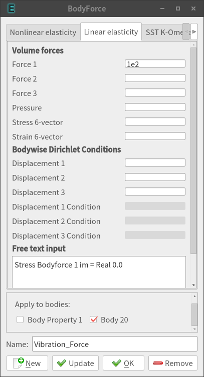 BodyForce
Nonlinear elasticity
Linear elasticity
SST K-Ome
Volume forces
Force 1
1e2
Force 2
Force 3
Pressure
Stress 6-vector
Strain 6-vector
Bodywise Dirichlet Conditions
Displacement 1
Displacement 2
Displacement 3
Displacement 1 Condition
Displacement 2 Condition
Displacement 3 Condition
Free text input
Stress Bodyforce 1 im = Real 0.0
Apply to bodies:
Body Property 1
Body 20
Name:
Vibration_Force
New
Update
OK
Remove